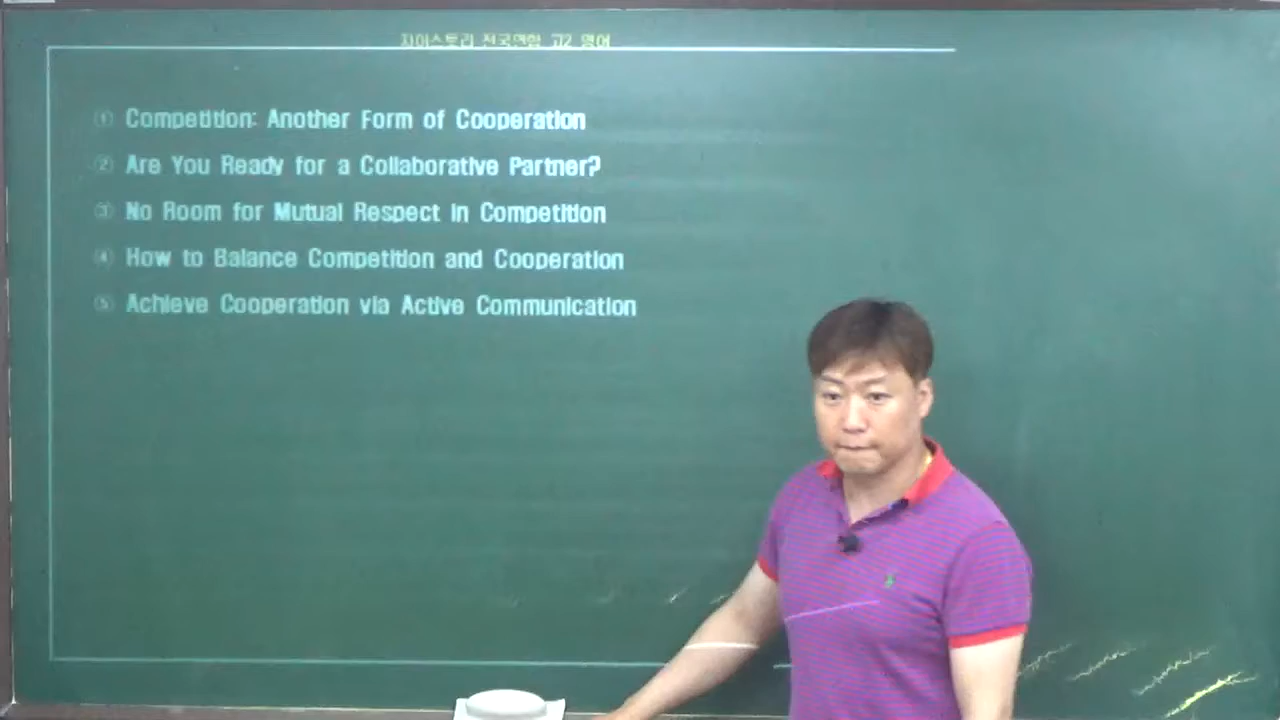 자이스토리 전국연합 고2 영어
① Competition: Another Form of Cooperation
② Are You Ready for a Collaborative Partner?
③ No Room for Mutual Respect in Competition
④ How to Balance Competition and Cooperation
⑤ Achieve Cooperation via Active Communication